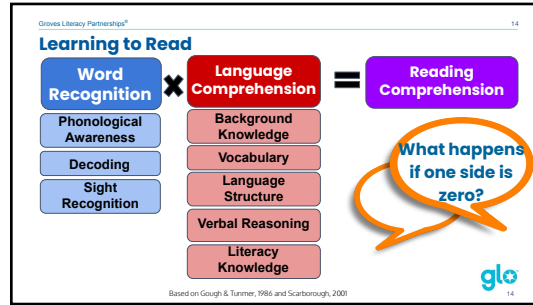 Groves Literacy Partnerships®
14
Learning to Read
Word
Recognition
×
Language
Comprehension
=
Reading
Comprehension
Phonological
Awareness
Decoding
Sight
Recognition
Background
Knowledge
Vocabulary
Language
Structure
Verbal Reasoning
Literacy
Knowledge
What happens
if one side is
zero?
Based on Gough & Tunmer, 1986 and Scarborough, 2001
glo
14